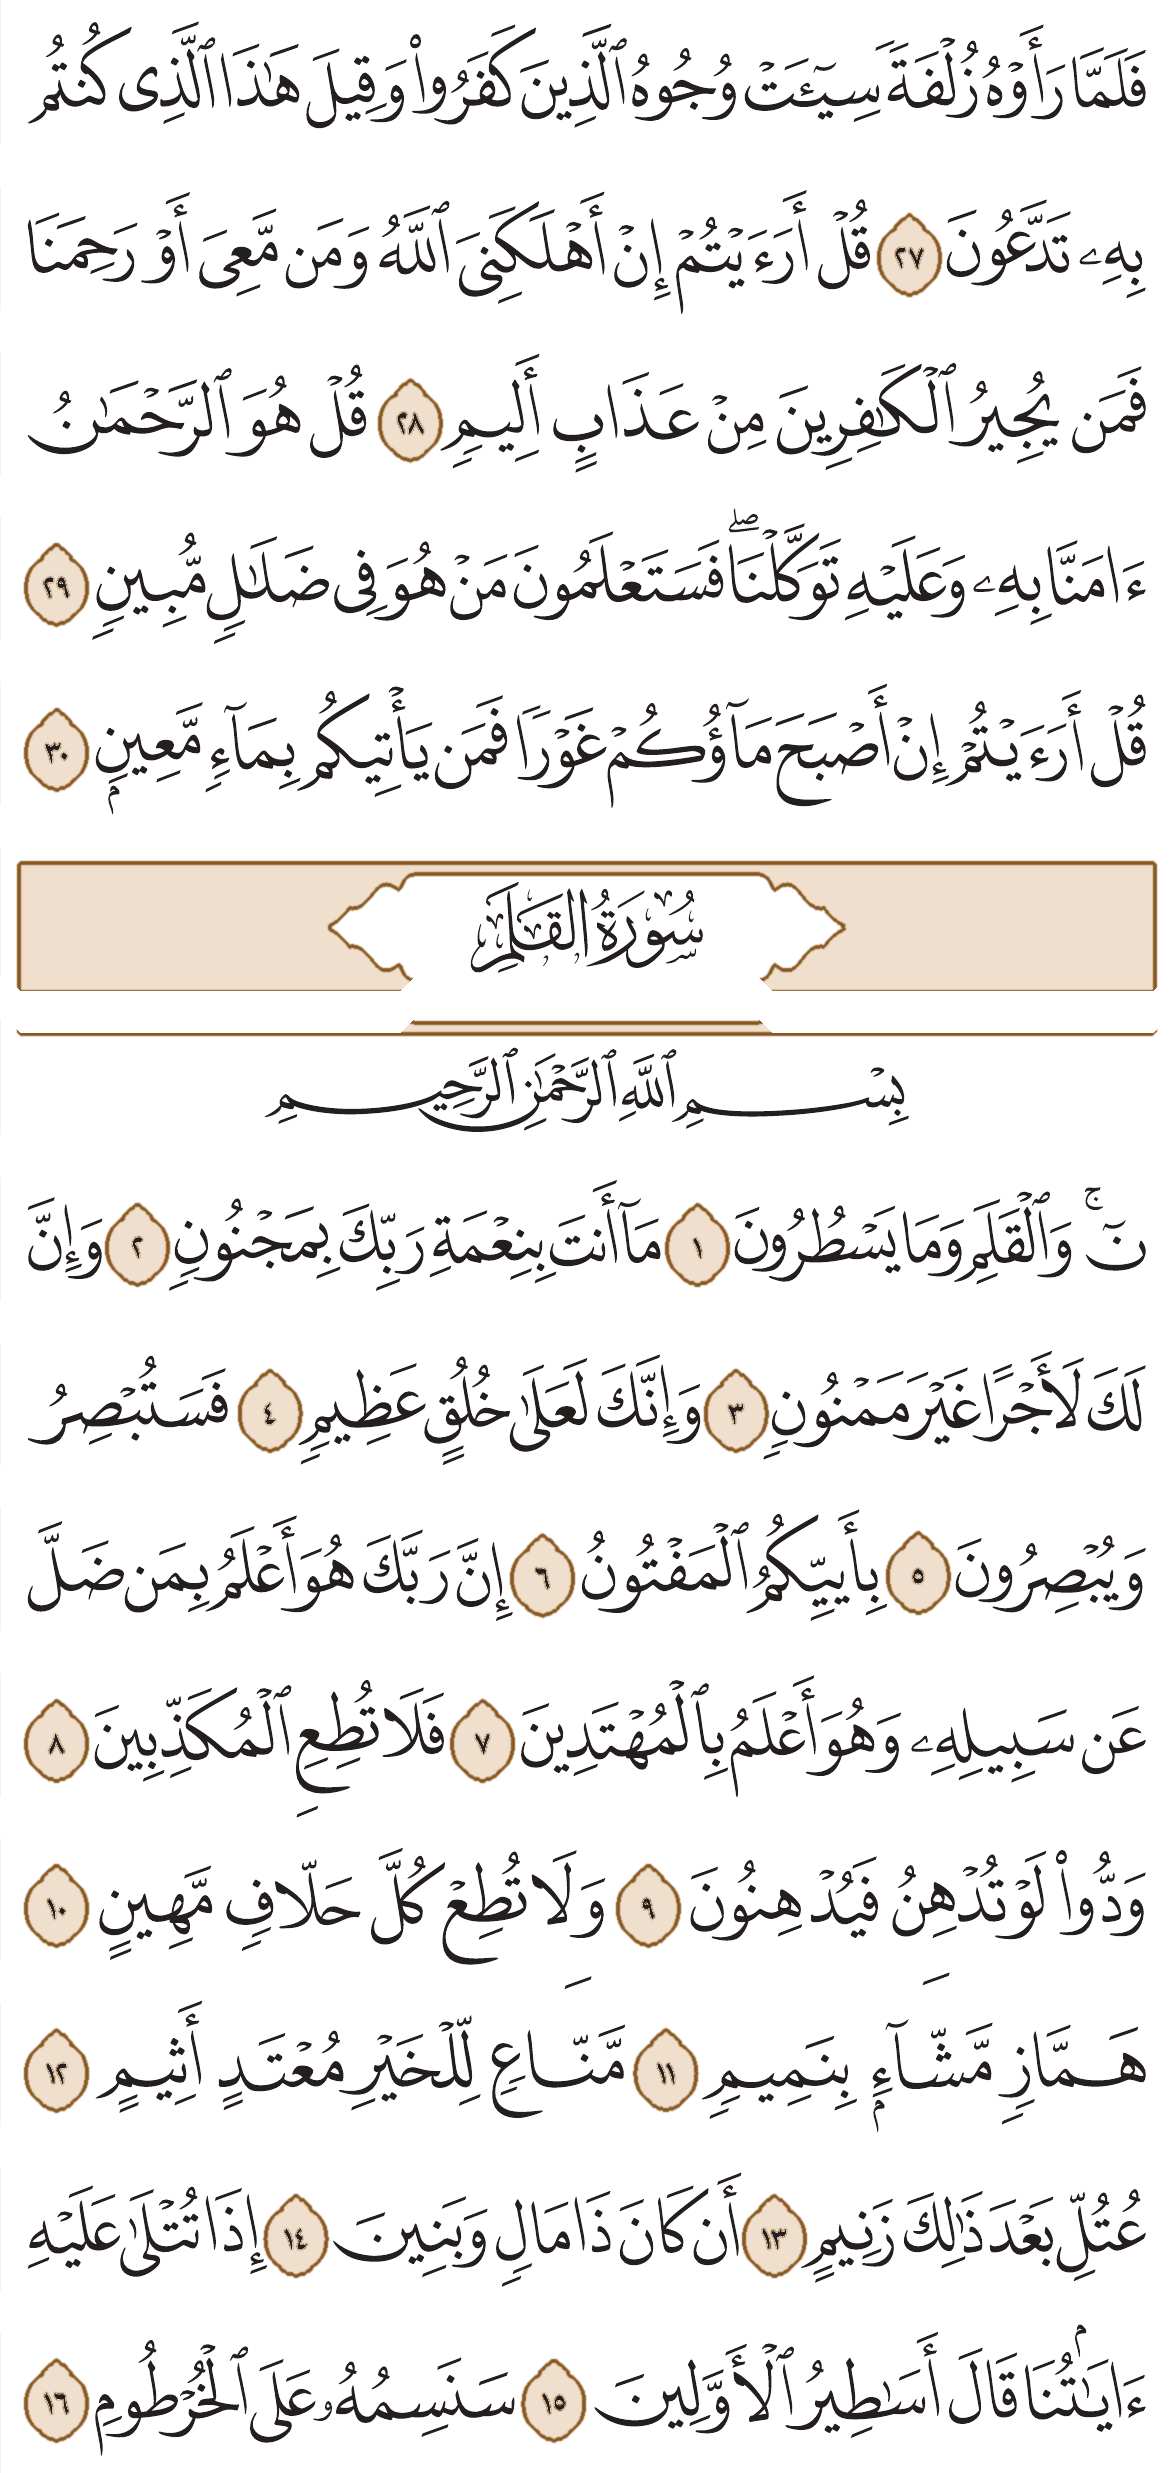 فَلَمَّا رَأَوْهُ زُلْفَةً سِيٓـَٔتْ وُجُوهُ ٱلَّذِينَ كَفَرُوا۟ وَقِيلَ هَٰذَا ٱلَّذِى كُنتُم
بِهِۦ تَدَّعُونَ ٢٧ قُلْ أَرَءَيْتُمْ إِنْ أَهْلَكَنِىَ ٱللَّهُ وَمَن مَّعِىَ أَوْ رَحِمَنَا
فَمَن يُجِيرُ ٱلْكَٰفِرِينَ مِنْ عَذَابٍ أَلِيمٍ ٢٨ قُلْ هُوَ ٱلرَّحْمَٰنُ
ءَامَنَّا بِهِۦ وَعَلَيْهِ تَوَكَّلْنَا ۖ فَسَتَعْلَمُونَ مَنْ هُوَ فِى ضَلَٰلٍ مُّبِينٍ ٢٩
قُلْ أَرَءَيْتُمْ إِنْ أَصْبَحَ مَآؤُكُمْ غَوْرًا فَمَن يَأْتِيكُم بِمَآءٍ مَّعِينٍۭ ٣٠
سُورَةُ القَلَمِ
بِسْمِ ٱللَّهِ ٱلرَّحْمَٰنِ ٱلرَّحِيمِ
نٓ ۚ وَٱلْقَلَمِ وَمَا يَسْطُرُونَ ١ مَآ أَنتَ بِنِعْمَةِ رَبِّكَ بِمَجْنُونٍ ٢ وَإِنَّ
لَكَ لَأَجْرًا غَيْرَ مَمْنُونٍ ٣ وَإِنَّكَ لَعَلَىٰ خُلُقٍ عَظِيمٍ ٤ فَسَتُبْصِرُ
وَيُبْصِرُونَ ٥ بِأَييِّكُمُ ٱلْمَفْتُونُ ٦ إِنَّ رَبَّكَ هُوَ أَعْلَمُ بِمَن ضَلَّ
عَن سَبِيلِهِۦ وَهُوَ أَعْلَمُ بِٱلْمُهْتَدِينَ ٧ فَلَا تُطِعِ ٱلْمُكَذِّبِينَ ٨
وَدُّوا۟ لَوْ تُدْهِنُ فَيُدْهِنُونَ ٩ وَلَا تُطِعْ كُلَّ حَلَّافٍ مَّهِينٍ ١٠
هَمَّازٍ مَّشَّآءٍۭ بِنَمِيمٍ ١١ مَّنَّاعٍ لِّلْخَيْرِ مُعْتَدٍ أَثِيمٍ ١٢
عُتُلٍّۭ بَعْدَ ذَٰلِكَ زَنِيمٍ ١٣ أَن كَانَ ذَا مَالٍ وَبَنِينَ ١٤ إِذَا تُتْلَىٰ عَلَيْهِ
ءَايَٰتُنَا قَالَ أَسَٰطِيرُ ٱلْأَوَّلِينَ ١٥ سَنَسِمُهُۥ عَلَى ٱلْخُرْطُومِ ١٦